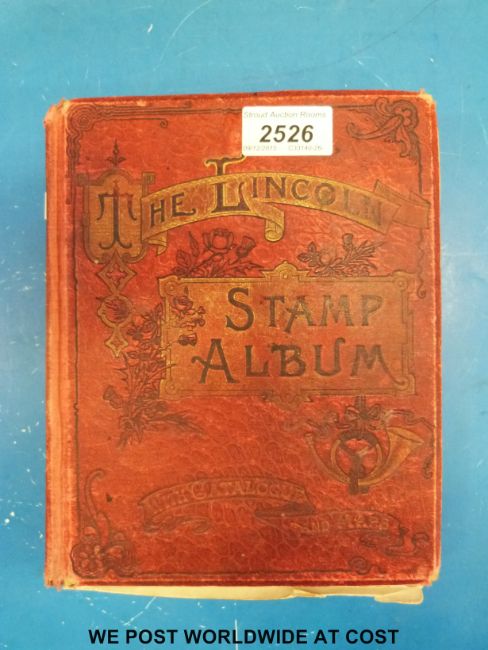 Stroud Auction Rooms
2526
THE LINCOLN
STAMP
ALBUM
WITH CATALOGUE
AND MAPS
WE POST WORLDWIDE AT COST